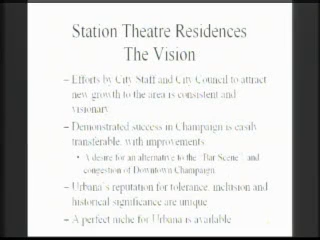 Station Theatre Residences
The Vision
– Efforts by City Staff and City Council to attract
new growth to the area is consistent and
visionary
– Demonstrated success in Champaign is easily
transferable, with improvements
• A desire for an alternative to the "Bar Scene" and
congestion of Downtown Champaign
– Urbana's reputation for tolerance, inclusion and
historical significance are unique
– A perfect niche for Urbana is available